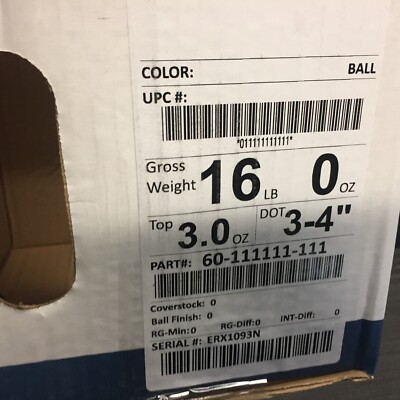 COLOR: BALL
UPC #:
*011111111111*
Gross Weight 16 LB 0 OZ
Top 3.0 OZ DOT 3-4"
PART# 60-111111-111
Coverstock: 0
Ball Finish: 0
RG-Min: 0 RG-Diff: 0 INT-Diff: 0
SERIAL #: ERX1093N